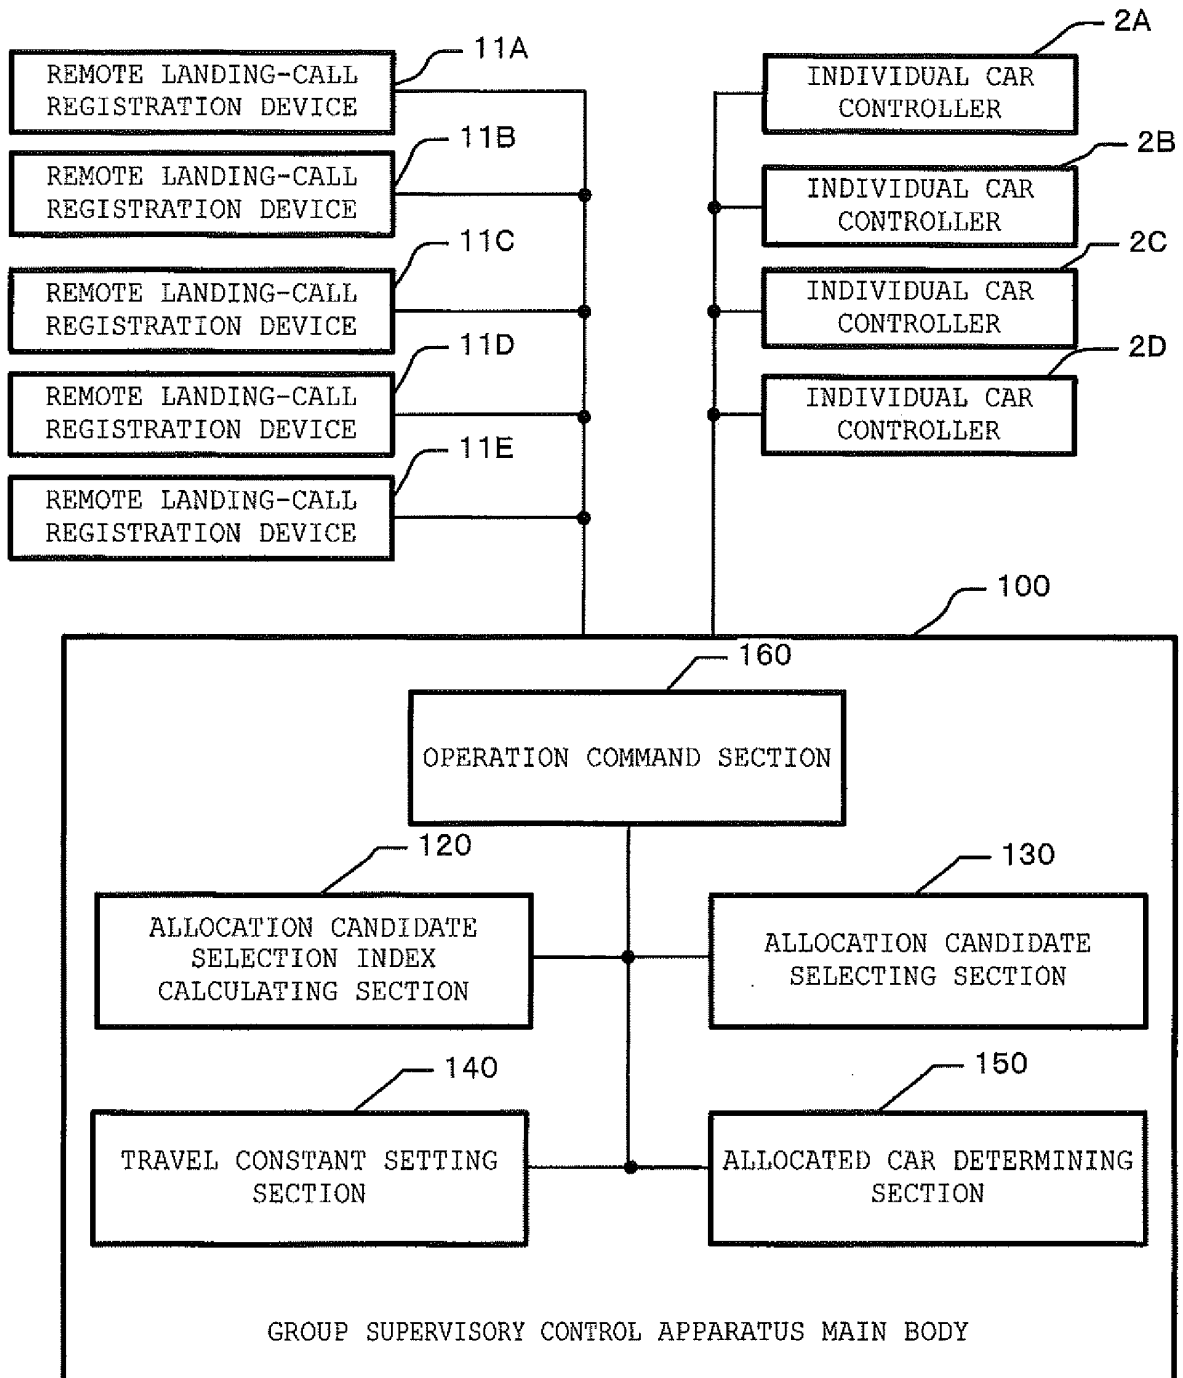 11A
REMOTE LANDING-CALL
REGISTRATION DEVICE
11B
REMOTE LANDING-CALL
REGISTRATION DEVICE
11C
REMOTE LANDING-CALL
REGISTRATION DEVICE
11D
REMOTE LANDING-CALL
REGISTRATION DEVICE
11E
REMOTE LANDING-CALL
REGISTRATION DEVICE
2A
INDIVIDUAL CAR
CONTROLLER
2B
INDIVIDUAL CAR
CONTROLLER
2C
INDIVIDUAL CAR
CONTROLLER
2D
INDIVIDUAL CAR
CONTROLLER
100
160
OPERATION COMMAND SECTION
120
ALLOCATION CANDIDATE
SELECTION INDEX
CALCULATING SECTION
130
ALLOCATION CANDIDATE
SELECTING SECTION
140
TRAVEL CONSTANT SETTING
SECTION
150
ALLOCATED CAR DETERMINING
SECTION
GROUP SUPERVISORY CONTROL APPARATUS MAIN BODY